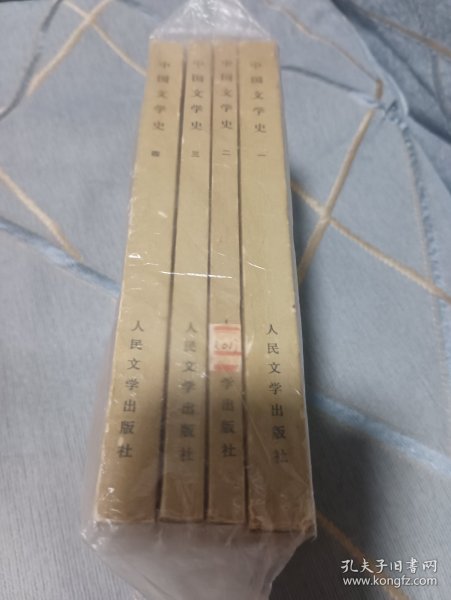 中国文学史 四
人民文学出版社
中国文学史 三
人民文学出版社
中国文学史 二
学出版社
中国文学史 一
人民文学出版社
孔夫子旧书网
www.kongfz.com